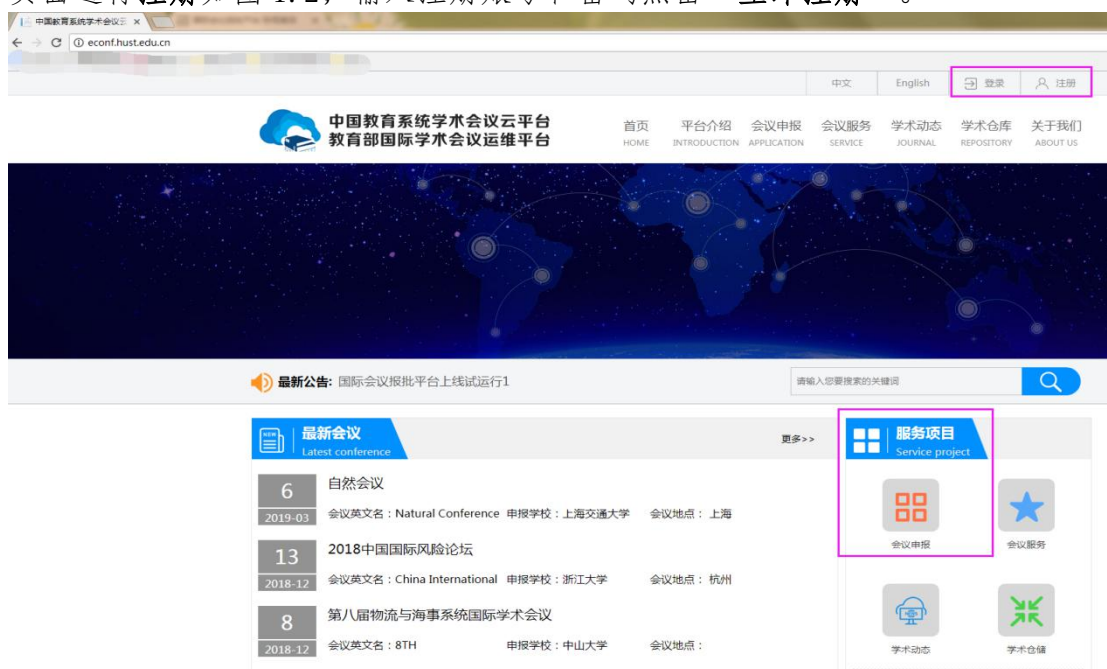 中国教育系统学术会议云 ×
econf.hust.edu.cn
中文 English 登录 注册
中国教育系统学术会议云平台
教育部国际学术会议运维平台
首页 平台介绍 会议申报 会议服务 学术动态 学术仓库 关于我们
HOME INTRODUCTION APPLICATION SERVICE JOURNAL REPOSITORY ABOUT US
最新公告: 国际会议报批平台上线试运行1
请输入您要搜索的关键词
NEW 最新会议
Latest conference
更多>>
6
2019-03
自然会议
会议英文名：Natural Conference 申报学校：上海交通大学 会议地点：上海
13
2018-12
2018中国国际风险论坛
会议英文名：China International 申报学校：浙江大学 会议地点：杭州
8
2018-12
第八届物流与海事系统国际学术会议
会议英文名：8TH 申报学校：中山大学 会议地点：
服务项目
Service project
会议申报 会议服务
学术动态 学术仓储